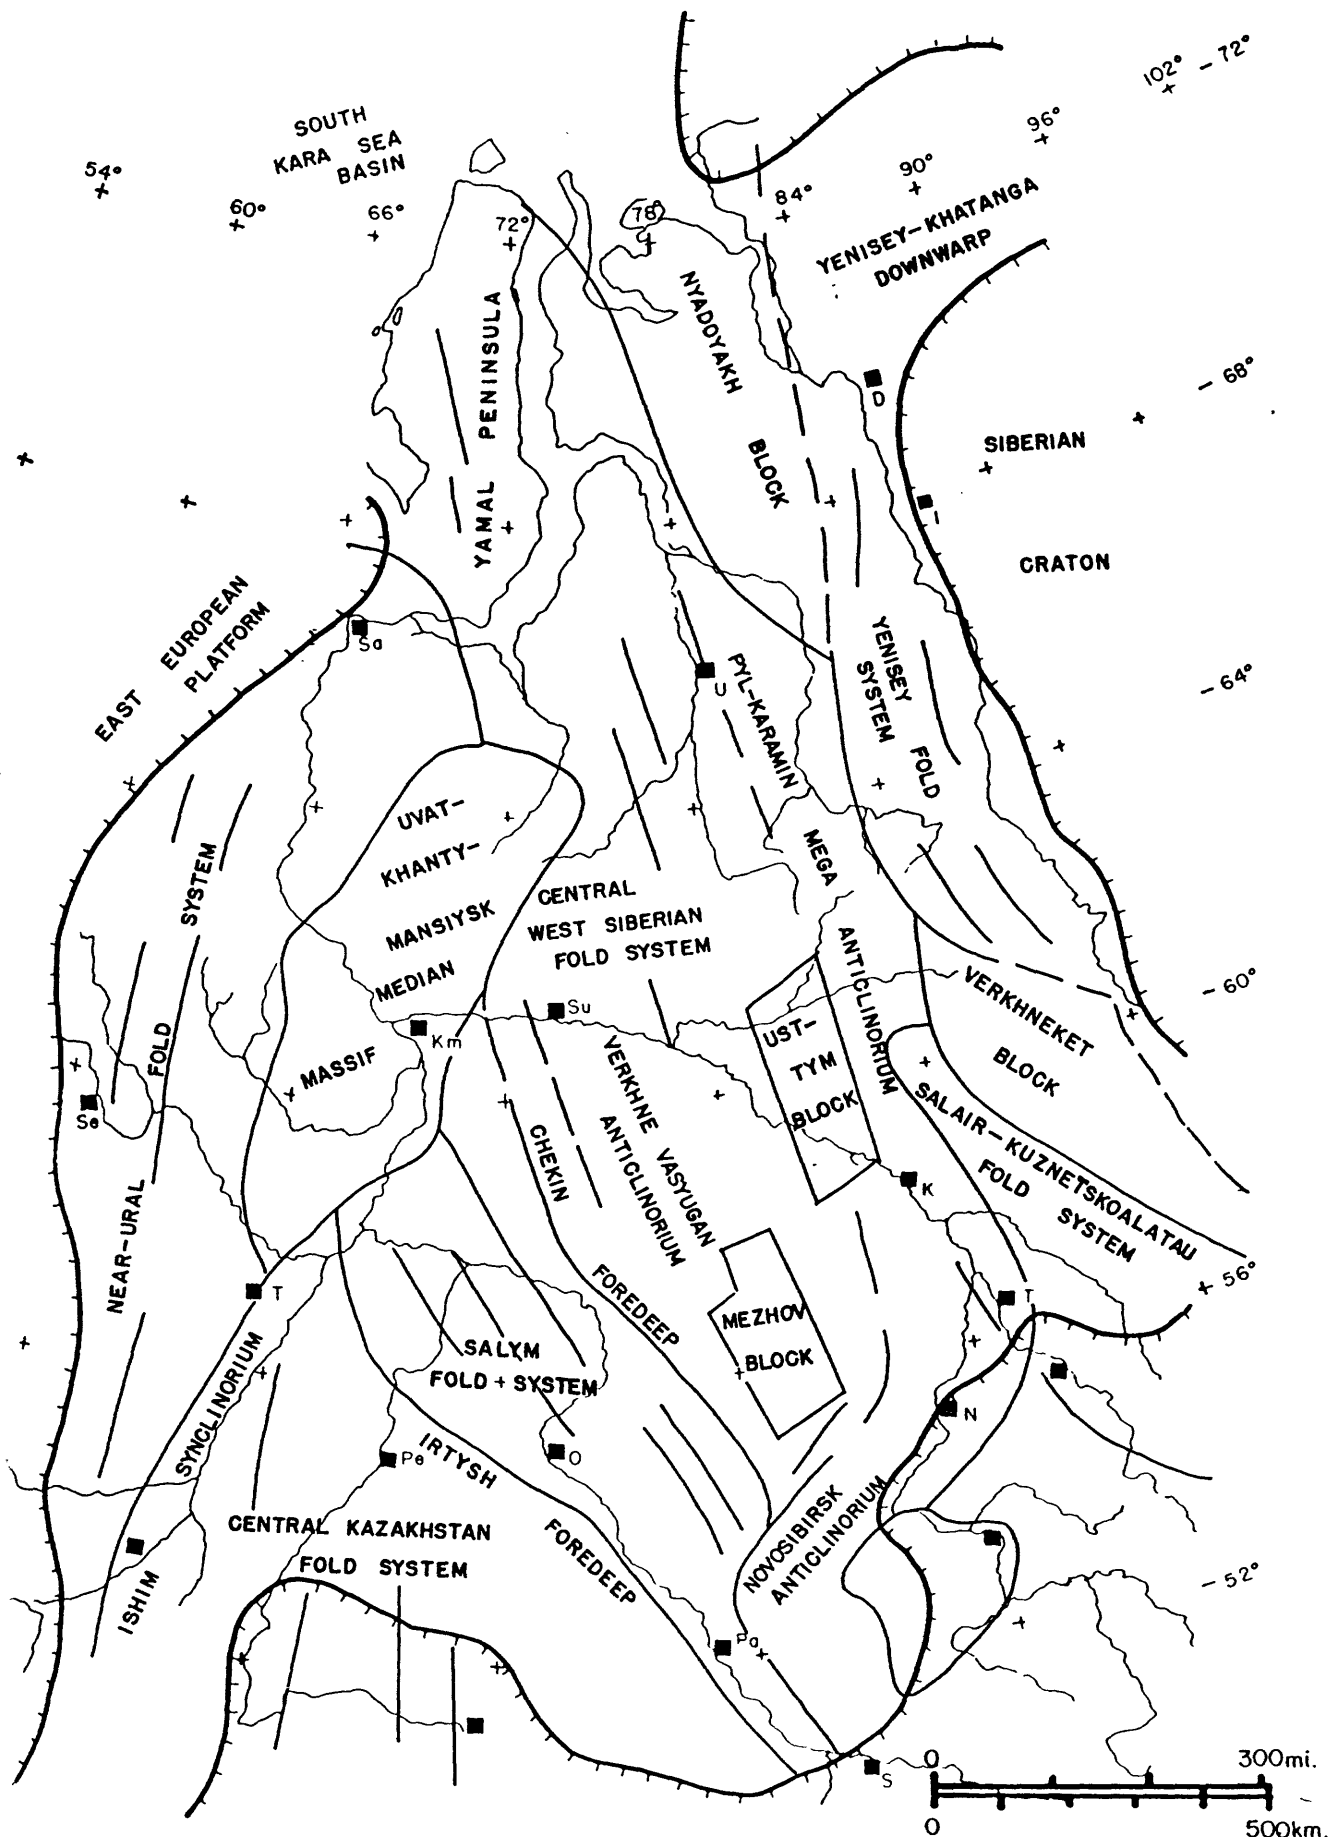 SOUTH
KARA SEA
BASIN
54°
60°
66°
72°
78°
84°
90°
96°
102°
72°
68°
64°
60°
56°
52°
YENISEY-KHATANGA
DOWNWARP
NYADOYAKH
BLOCK
YAMAL PENINSULA
D
I
SIBERIAN
CRATON
EAST EUROPEAN
PLATFORM
Sa
U
PYL-KARAMIN
MEGA
ANTICLINORIUM
YENISEY
SYSTEM
FOLD
UVAT-
KHANTY-
MANSIYSK
MEDIAN
MASSIF
CENTRAL
WEST SIBERIAN
FOLD SYSTEM
NEAR-URAL
FOLD
SYSTEM
Su
Km
Se
UST-
TYM
BLOCK
VERKHNEKET
BLOCK
SALAIR-KUZNETSKOALATAU
FOLD
SYSTEM
CHEKIN
FOREDEEP
VERKHNE VASYUGAN
ANTICLINORIUM
K
T
T
MEZHOV
BLOCK
SALYM
FOLD SYSTEM
ISHIM
SYNCLINORIUM
IRTYSH
FOREDEEP
Pe
O
N
CENTRAL KAZAKHSTAN
FOLD SYSTEM
NOVOSIBIRSK
ANTICLINORIUM
Pa
S
0 300mi.
0 500km.